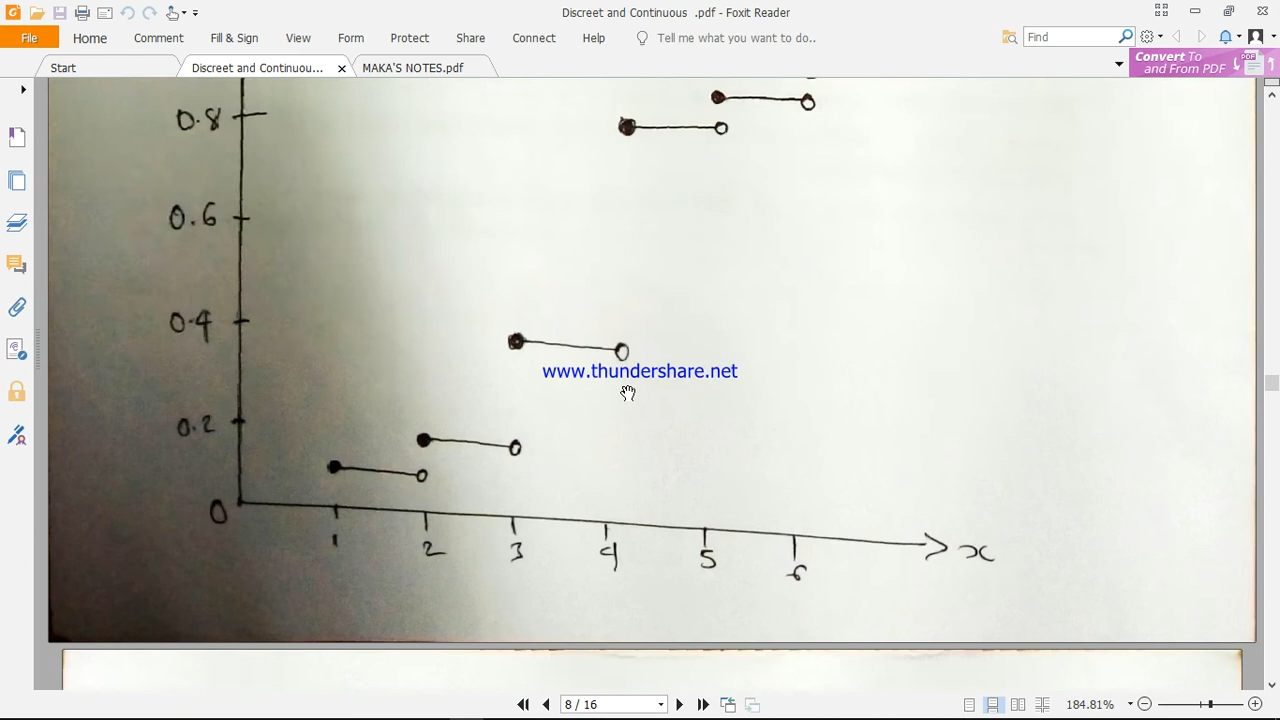 Discreet and Continuous .pdf - Foxit Reader
File Home Comment Fill & Sign View Form Protect Share Connect Help Tell me what you want to do.. Find
Start Discreet and Continuou... MAKA'S NOTES.pdf Convert To and From PDF PDF
0.8
0.6
0.4
www.thundershare.net
0.2
0
1 2 3 4 5 6 x
8 / 16 184.81%